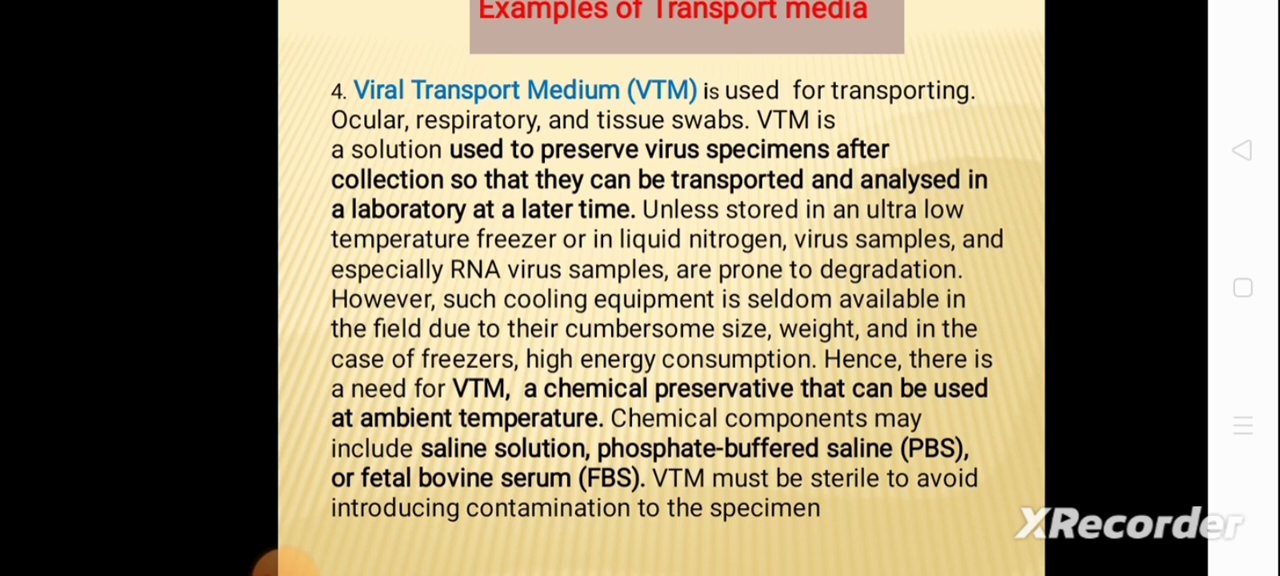 Examples of Transport media
4. Viral Transport Medium (VTM) is used for transporting.
Ocular, respiratory, and tissue swabs. VTM is
a solution used to preserve virus specimens after
collection so that they can be transported and analysed in
a laboratory at a later time. Unless stored in an ultra low
temperature freezer or in liquid nitrogen, virus samples, and
especially RNA virus samples, are prone to degradation.
However, such cooling equipment is seldom available in
the field due to their cumbersome size, weight, and in the
case of freezers, high energy consumption. Hence, there is
a need for VTM, a chemical preservative that can be used
at ambient temperature. Chemical components may
include saline solution, phosphate-buffered saline (PBS),
or fetal bovine serum (FBS). VTM must be sterile to avoid
introducing contamination to the specimen
XRecorder